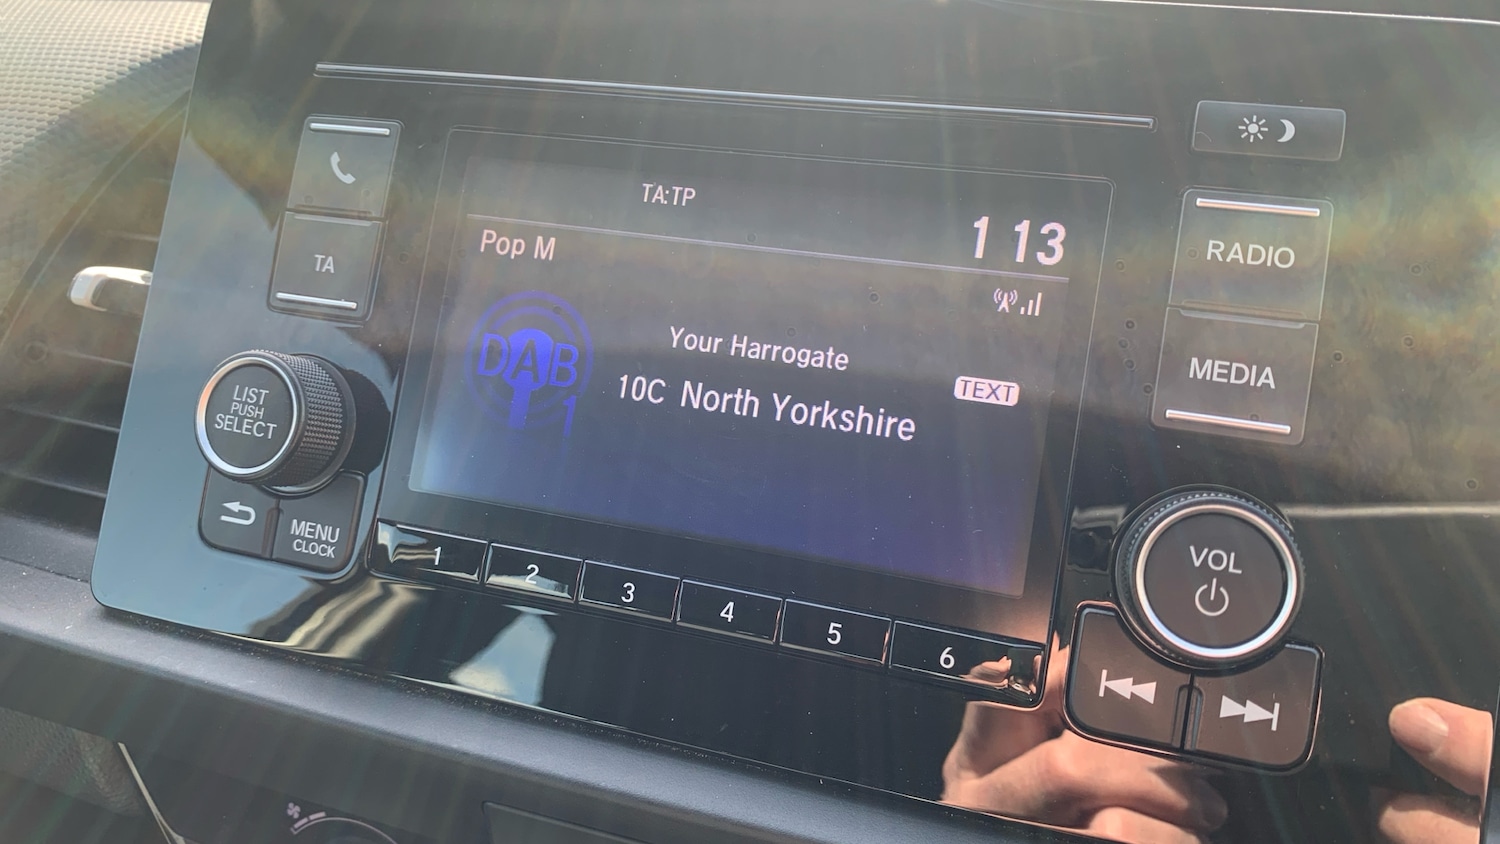 TA:TP
1 13
Pop M
DAB
1
Your Harrogate
10C North Yorkshire
TEXT
TA
LIST
PUSH
SELECT
MENU
CLOCK
1 2 3 4 5 6
RADIO
MEDIA
VOL